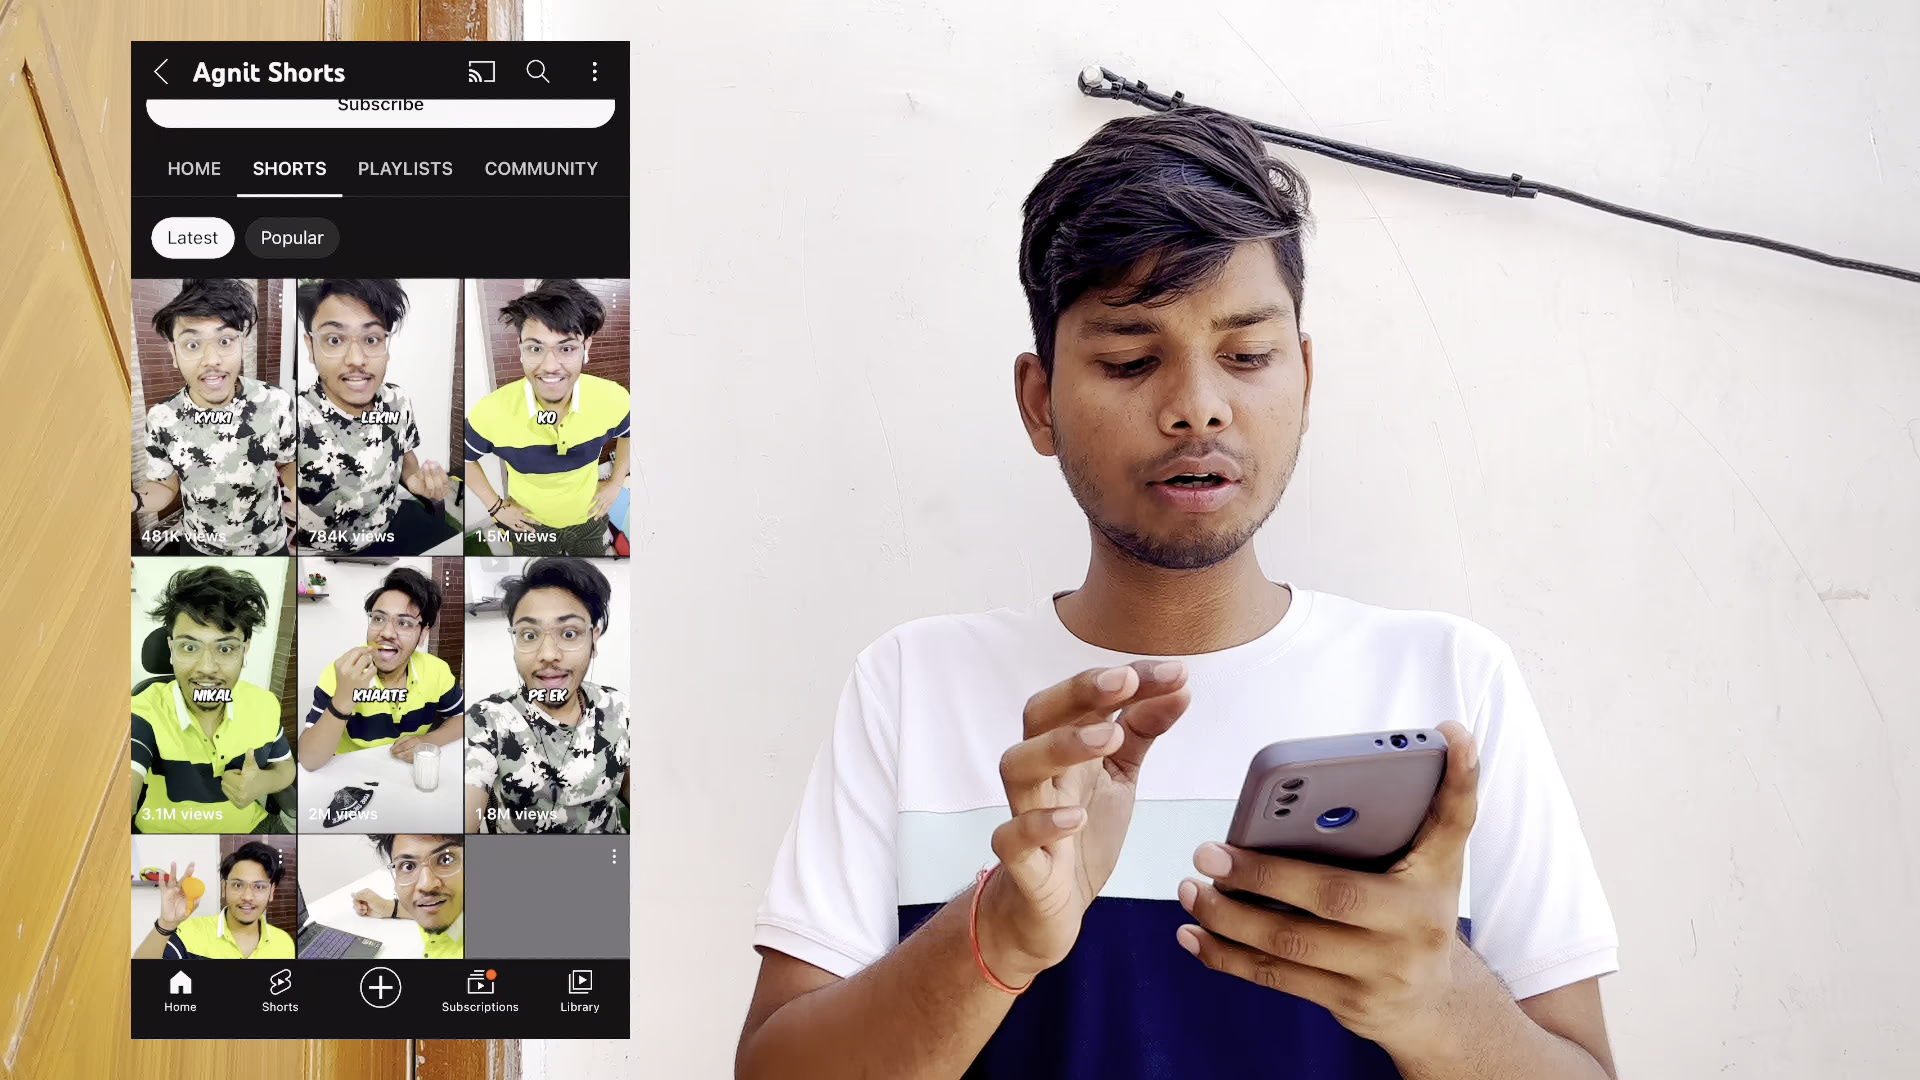 Agnit Shorts
Subscribe
HOME SHORTS PLAYLISTS COMMUNITY
Latest Popular
KYUKI LEKIN KO
481K views 784K views 1.5M views
NIKAL KHAATE PE EK
3.1M views 2M views 1.8M views
Home Shorts Subscriptions Library